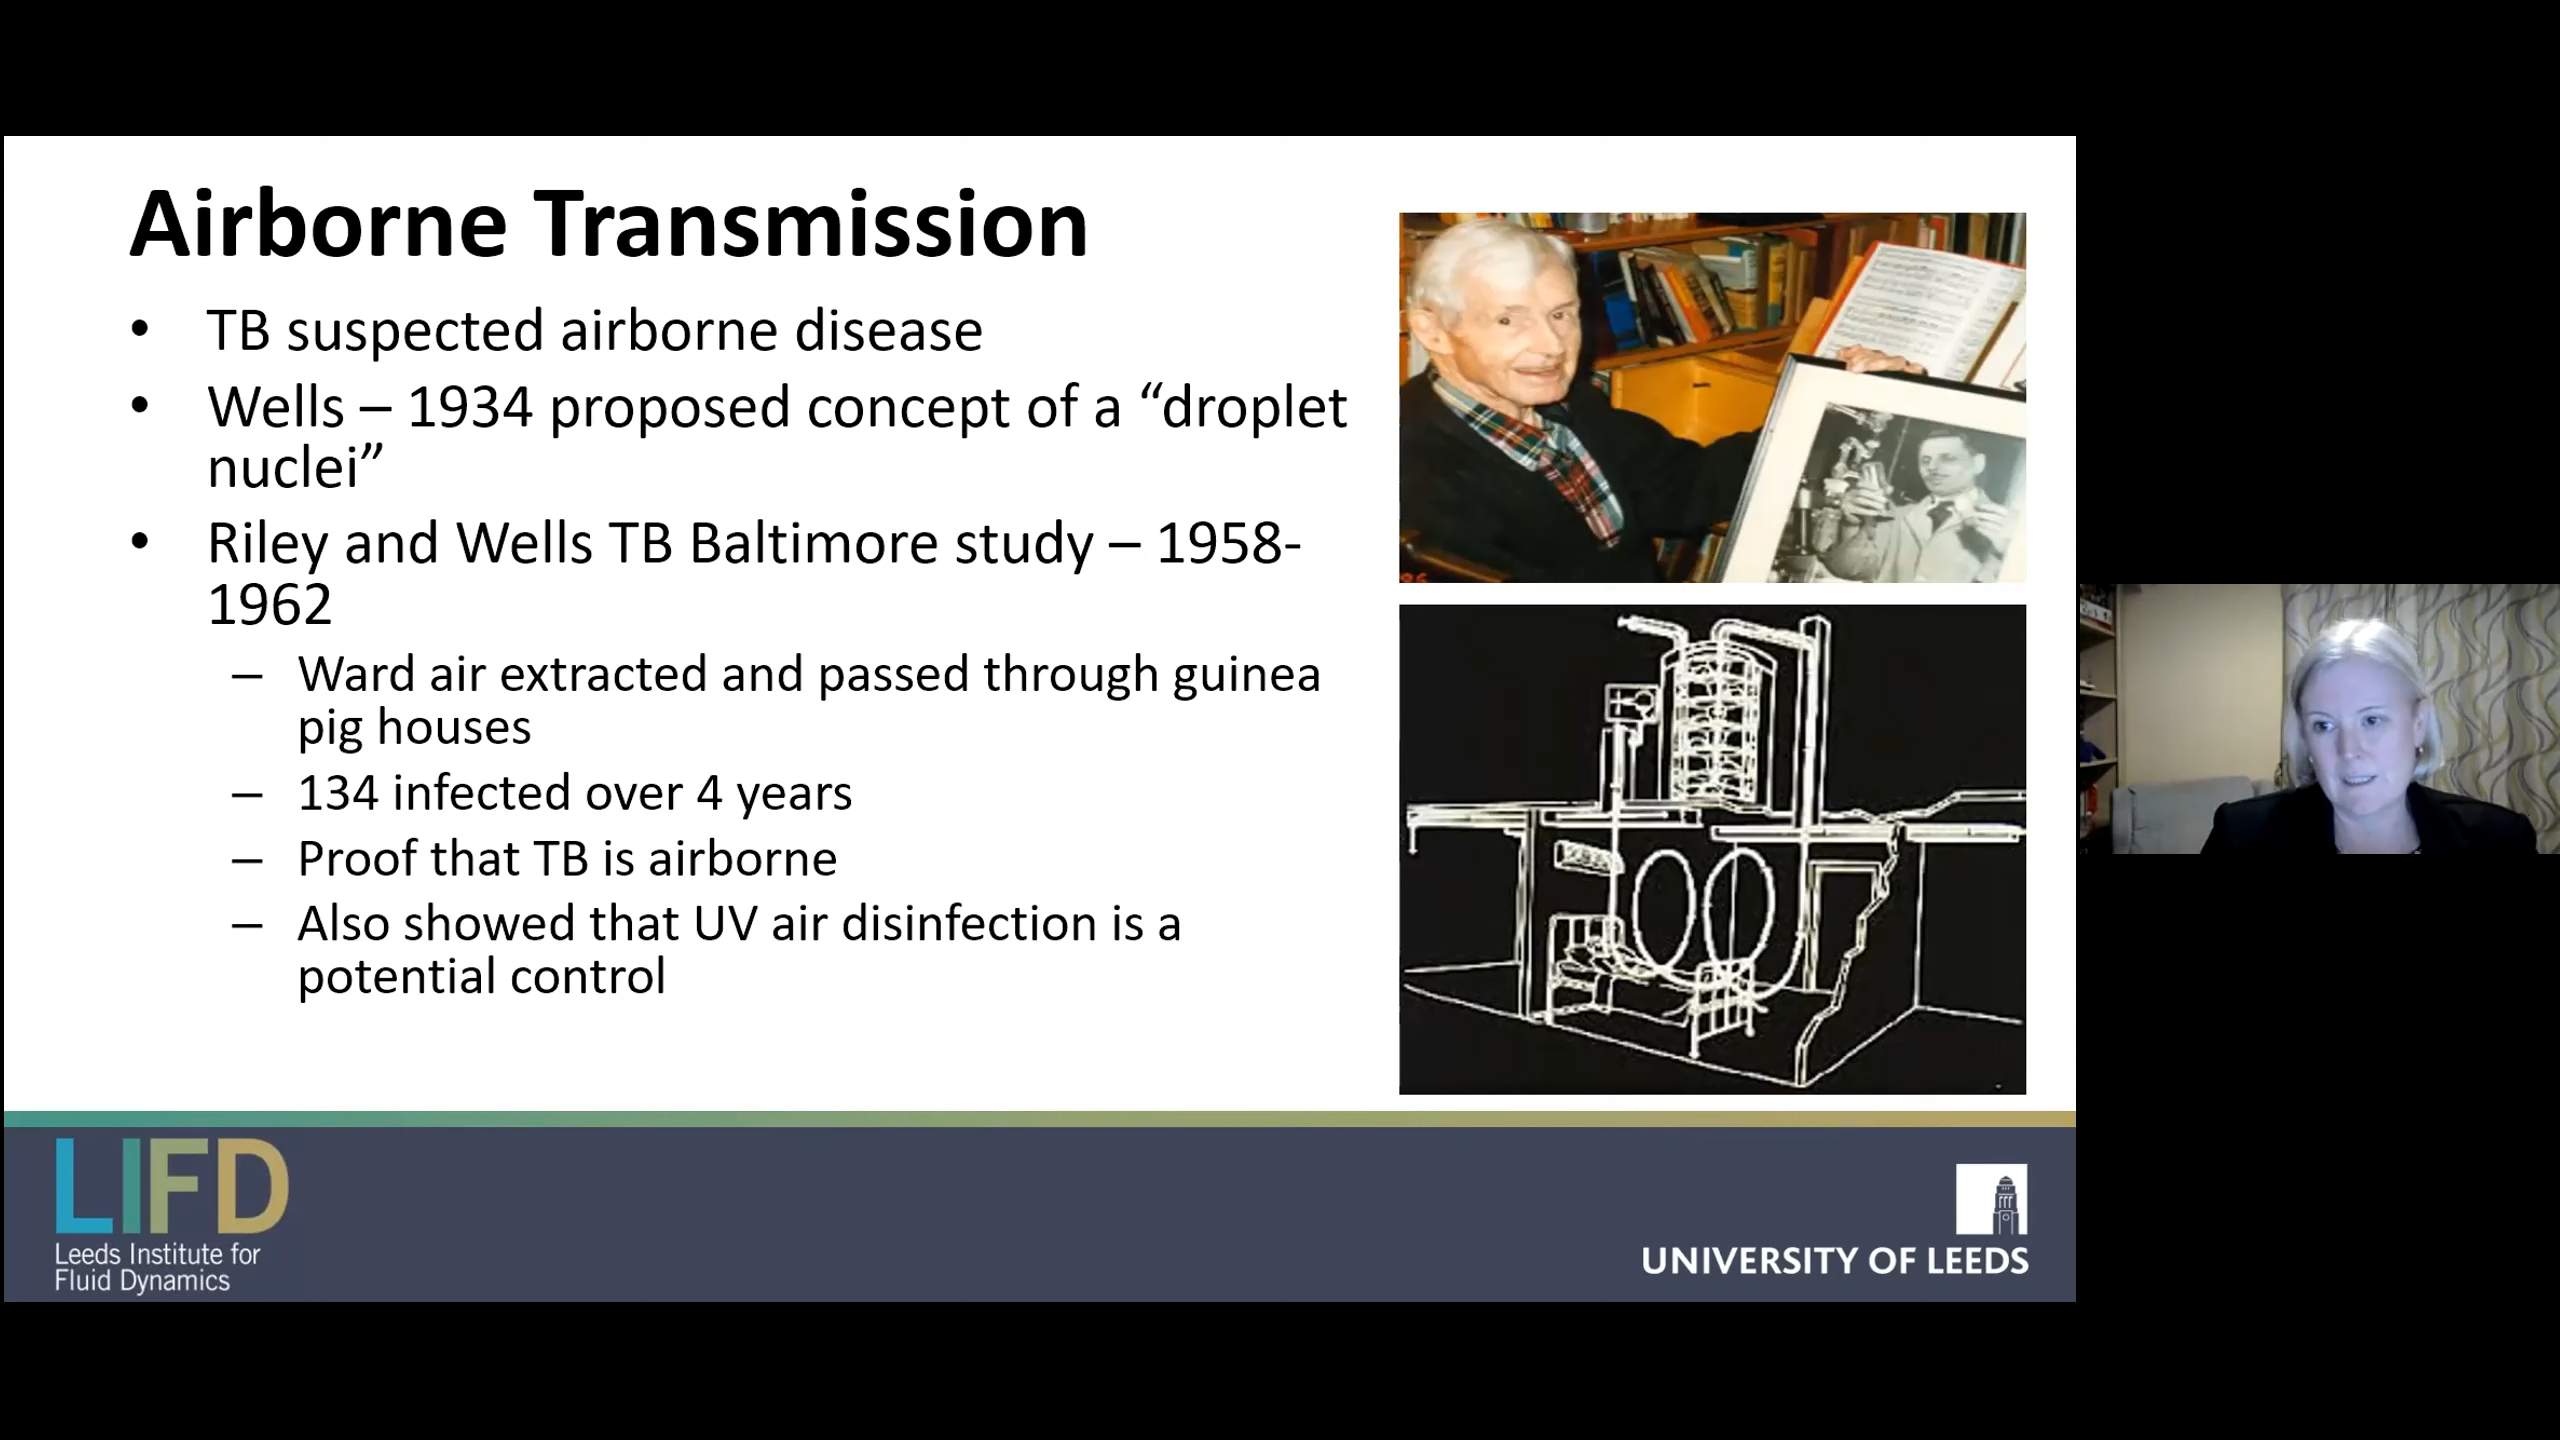 Airborne Transmission
• TB suspected airborne disease
• Wells – 1934 proposed concept of a “droplet
nuclei”
• Riley and Wells TB Baltimore study – 1958-
1962
– Ward air extracted and passed through guinea
pig houses
– 134 infected over 4 years
– Proof that TB is airborne
– Also showed that UV air disinfection is a
potential control
LIFD
Leeds Institute for
Fluid Dynamics
UNIVERSITY OF LEEDS